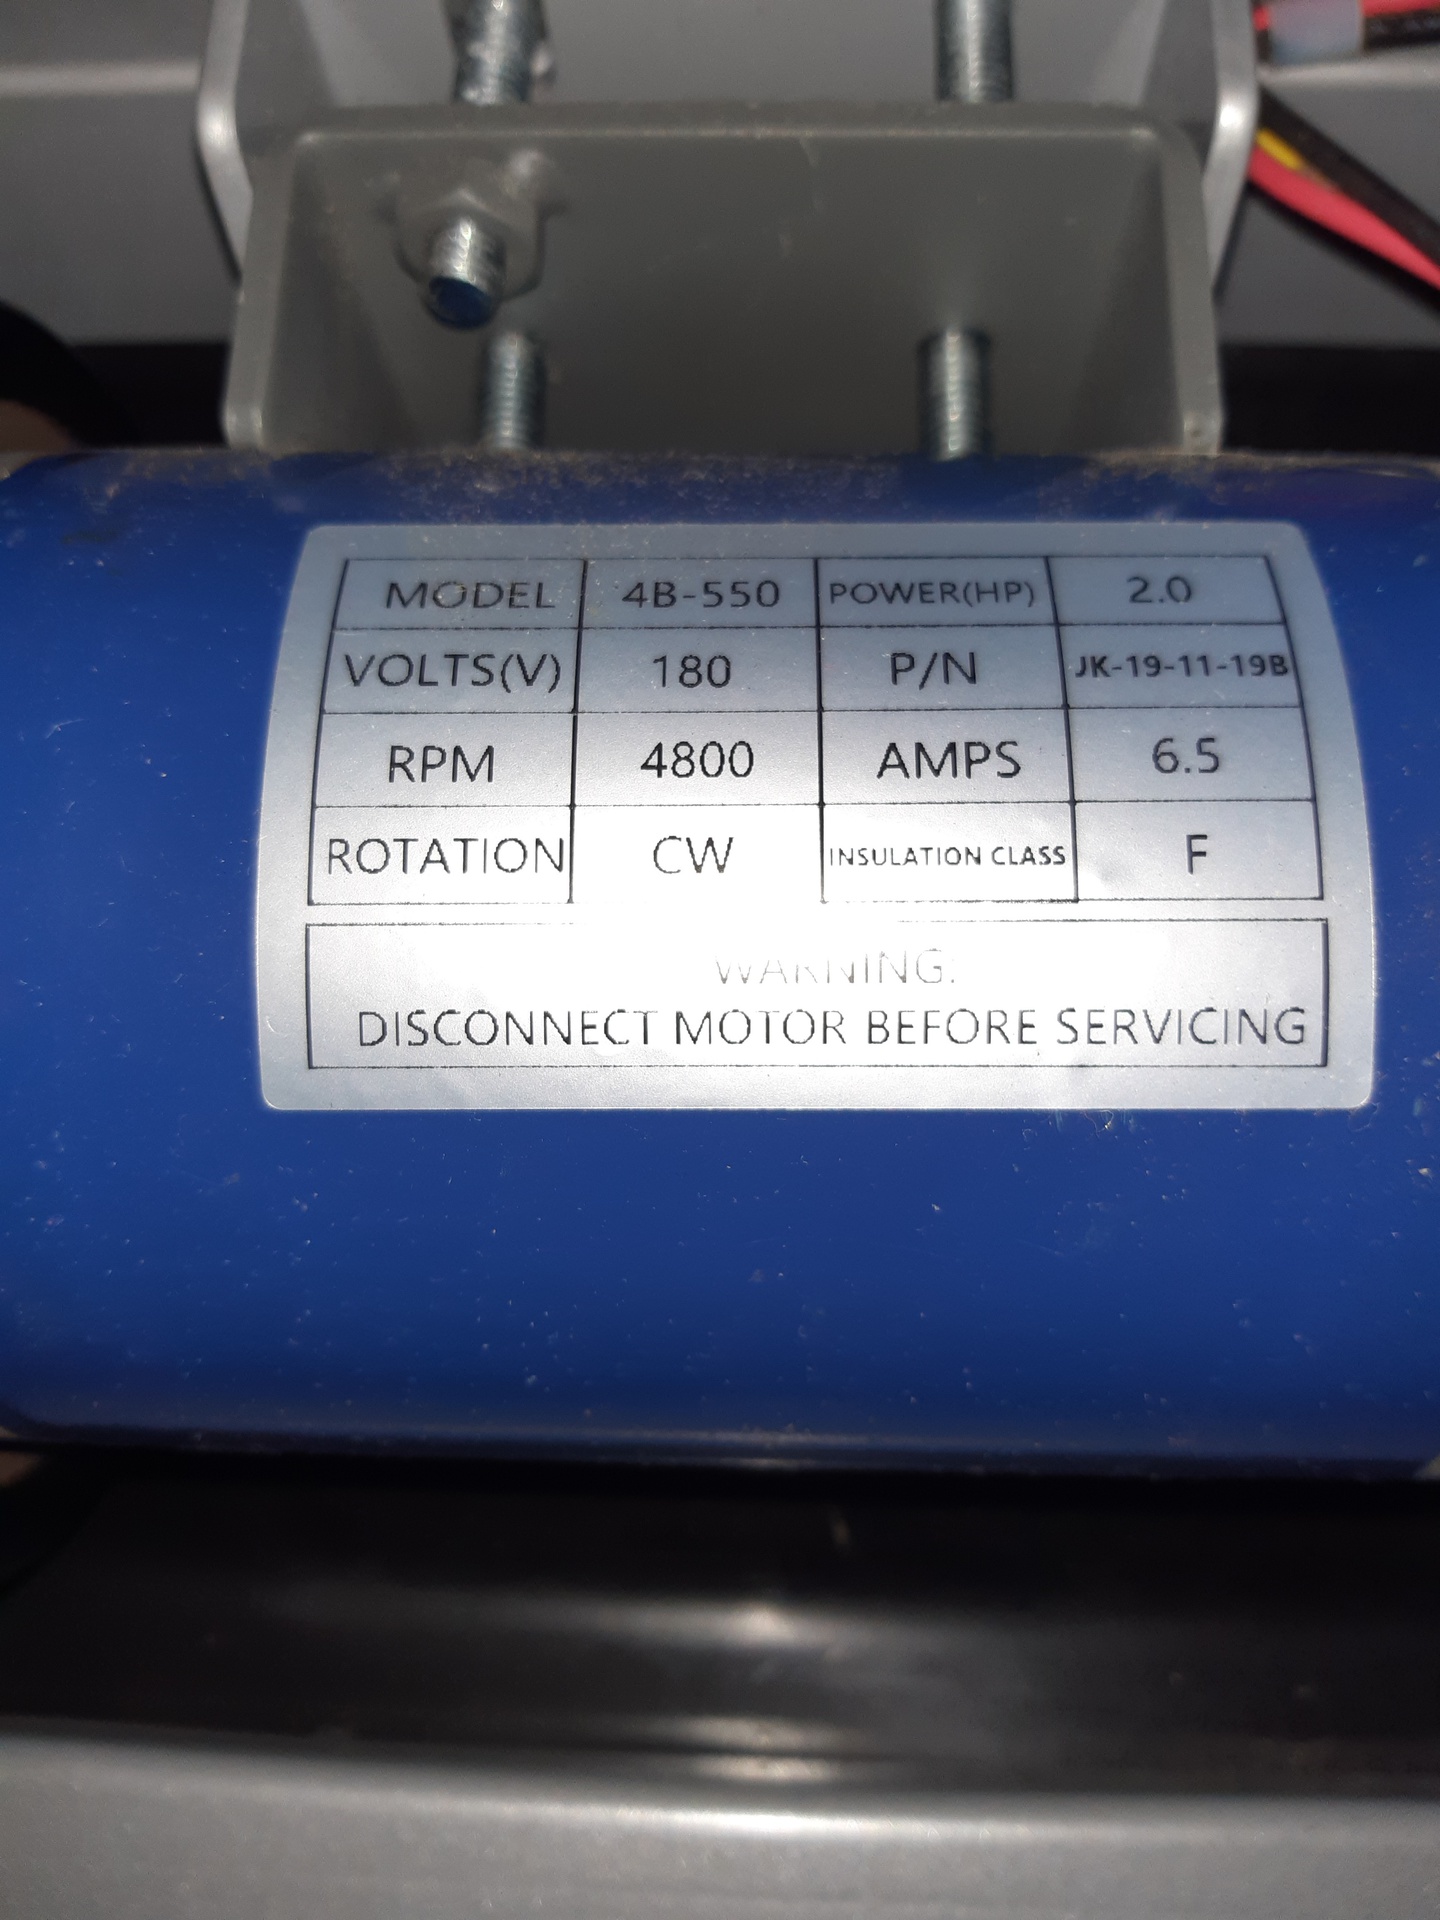 MODEL 4B-550 POWER(HP) 2.0
VOLTS(V) 180 P/N JK-19-11-19B
RPM 4800 AMPS 6.5
ROTATION CW INSULATION CLASS F
WARNING:
DISCONNECT MOTOR BEFORE SERVICING